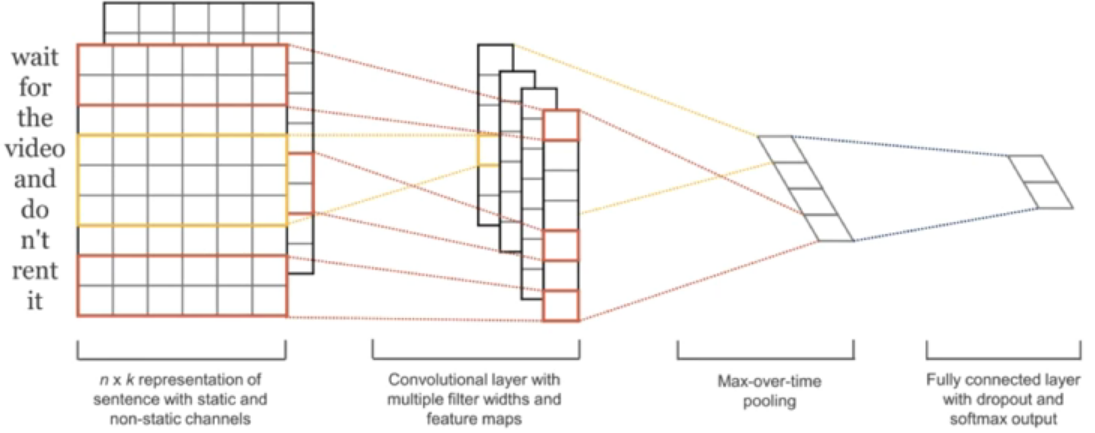 wait
for
the
video
and
do
n't
rent
it
n x k representation of
sentence with static and
non-static channels
Convolutional layer with
multiple filter widths and
feature maps
Max-over-time
pooling
Fully connected layer
with dropout and
softmax output